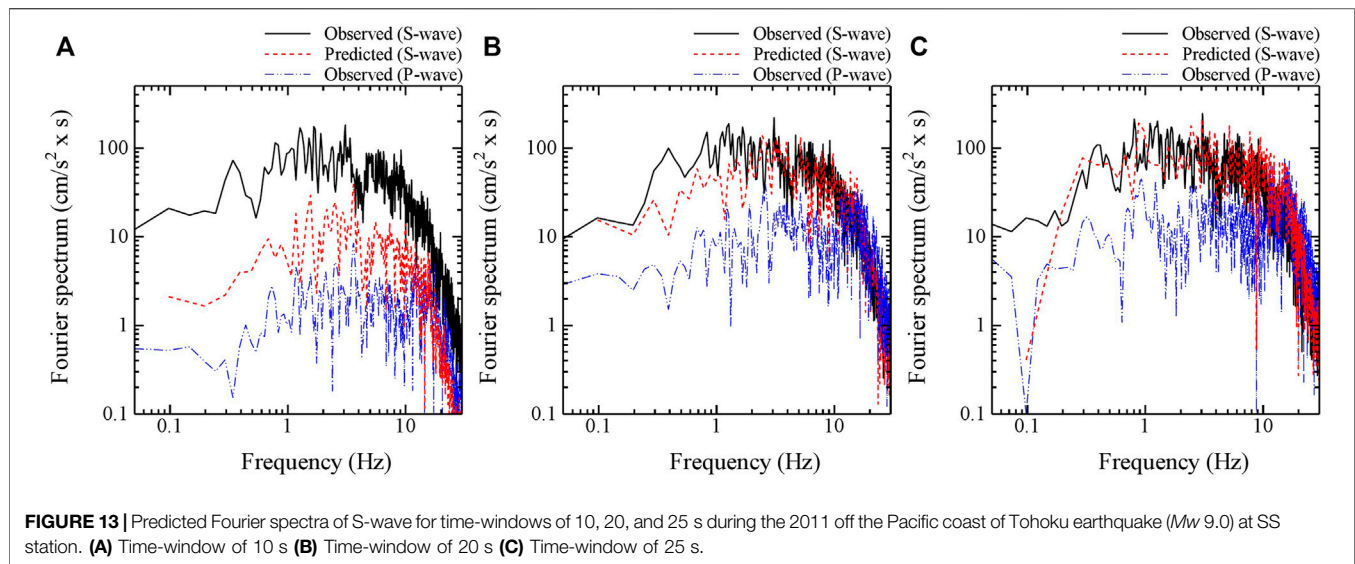 A
Observed (S-wave)
Predicted (S-wave)
Observed (P-wave)
Fourier spectrum (cm/s² x s)
100
10
1
0.1
0.1 1 10
Frequency (Hz)
B
Observed (S-wave)
Predicted (S-wave)
Observed (P-wave)
Fourier spectrum (cm/s² x s)
100
10
1
0.1
0.1 1 10
Frequency (Hz)
C
Observed (S-wave)
Predicted (S-wave)
Observed (P-wave)
Fourier spectrum (cm/s² x s)
100
10
1
0.1
0.1 1 10
Frequency (Hz)
FIGURE 13 | Predicted Fourier spectra of S-wave for time-windows of 10, 20, and 25 s during the 2011 off the Pacific coast of Tohoku earthquake (Mw 9.0) at SS
station. (A) Time-window of 10 s (B) Time-window of 20 s (C) Time-window of 25 s.